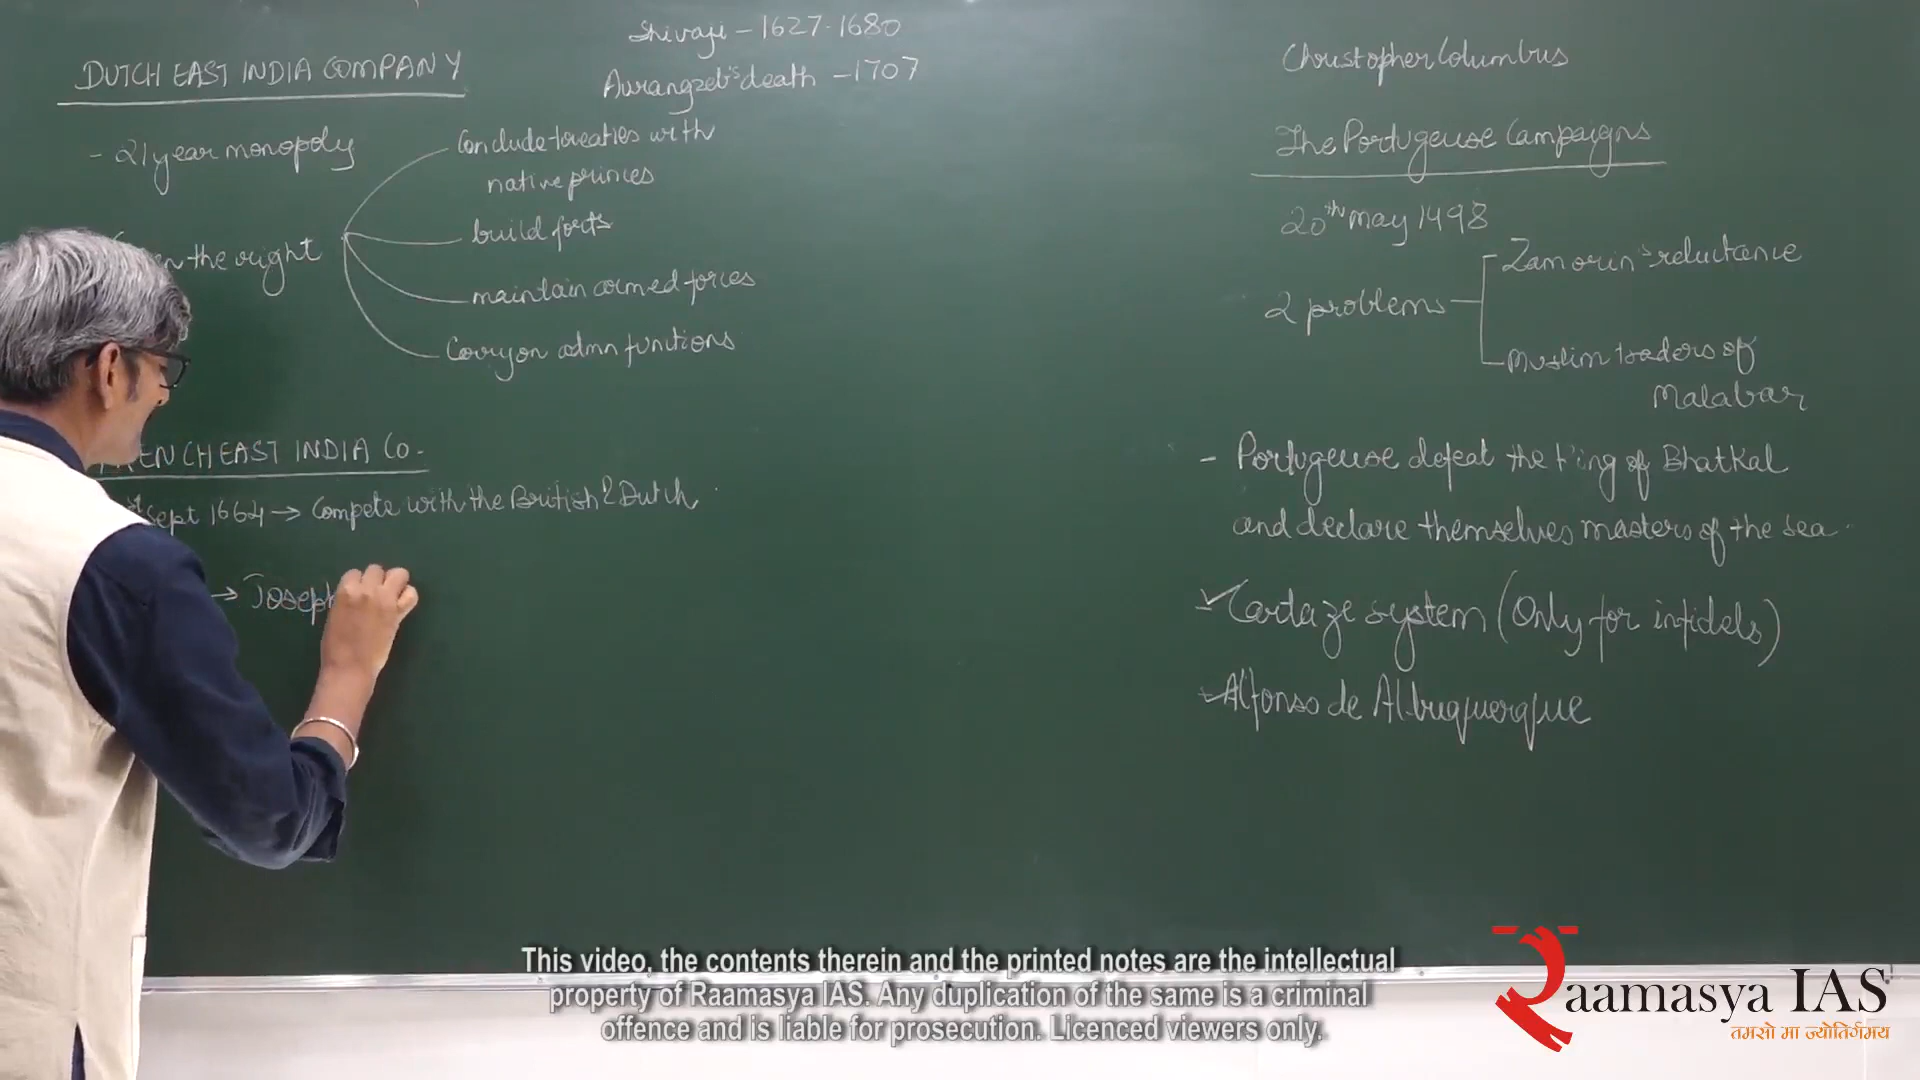 Shivaji - 1627-1680
Aurangzeb's death - 1707
DUTCH EAST INDIA COMPANY
- 21 year monopoly
the right
Conclude treaties with
native princes
build forts
maintain armed forces
Carry on admn functions
EAST INDIA Co.
Sept 1664 → Compete with the British & Dutch
→ Joseph
Christopher Columbus
The Portugeuse Campaigns
20th May 1498
2 problems
Zamorin's reluctance
Muslim traders of
Malabar
- Portugeuse defeat the King of Bhatkal
and declare themselves masters of the sea.
Cartaze system (Only for infidels)
Alfonso de Albuquerque
This video, the contents therein and the printed notes are the intellectual
property of Raamasya IAS. Any duplication of the same is a criminal
offence and is liable for prosecution. Licenced viewers only.
Raamasya IAS
तमसो मा ज्योतिर्गमय